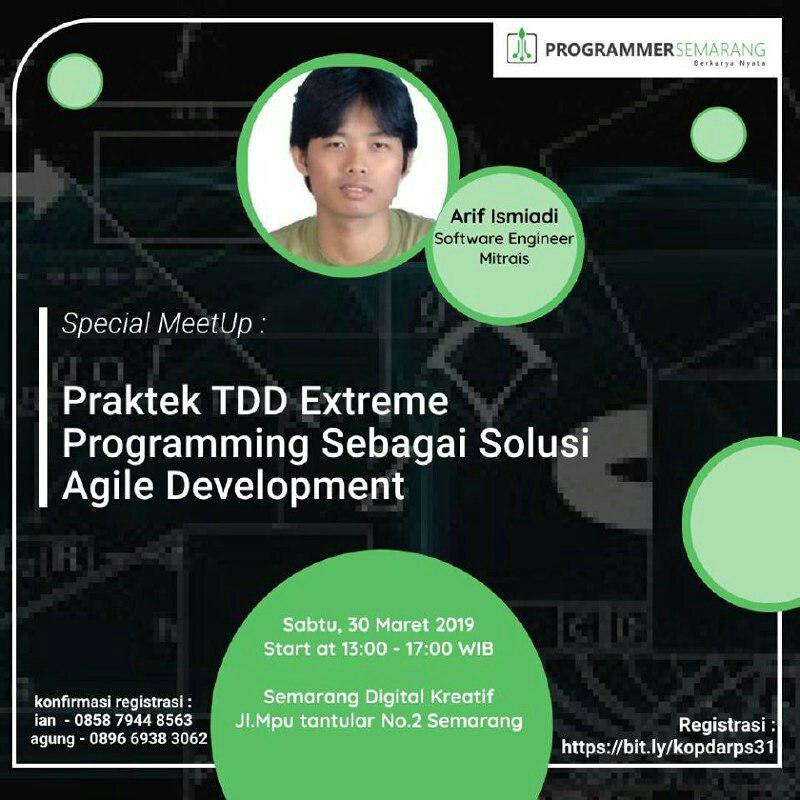 PROGRAMMERSEMARANG
Berkarya Nyata
Arif Ismiadi
Software Engineer
Mitrais
Special MeetUp :
Praktek TDD Extreme
Programming Sebagai Solusi
Agile Development
Sabtu, 30 Maret 2019
Start at 13:00 - 17:00 WIB
Semarang Digital Kreatif
Jl.Mpu tantular No.2 Semarang
konfirmasi registrasi :
ian - 0858 7944 8563
agung - 0896 6938 3062
Registrasi :
https://bit.ly/kopdarps31